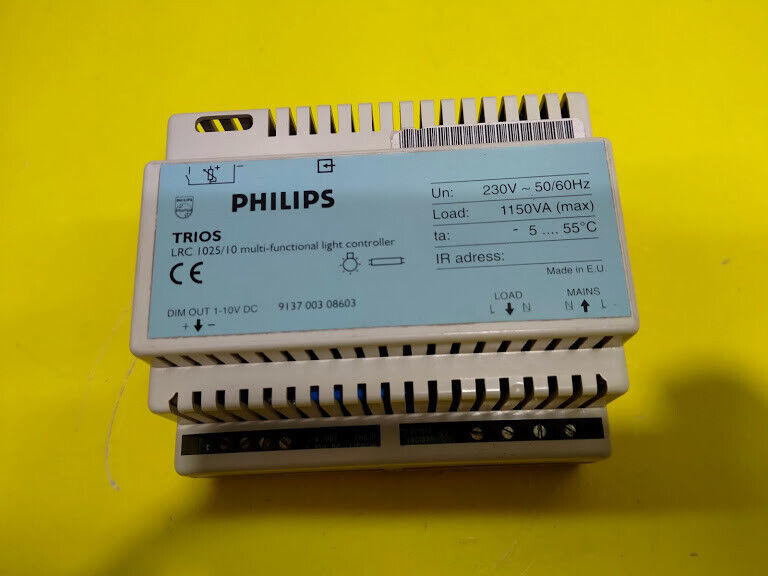 PHILIPS
PHILIPS
TRIOS
LRC 1025/10 multi-functional light controller
CE
DIM OUT 1-10V DC
9137 003 08603
+ −
Un: 230V ~ 50/60Hz
Load: 1150VA (max)
ta: - 5 .... 55°C
IR adress:
Made in E.U.
LOAD
L N
MAINS
N L